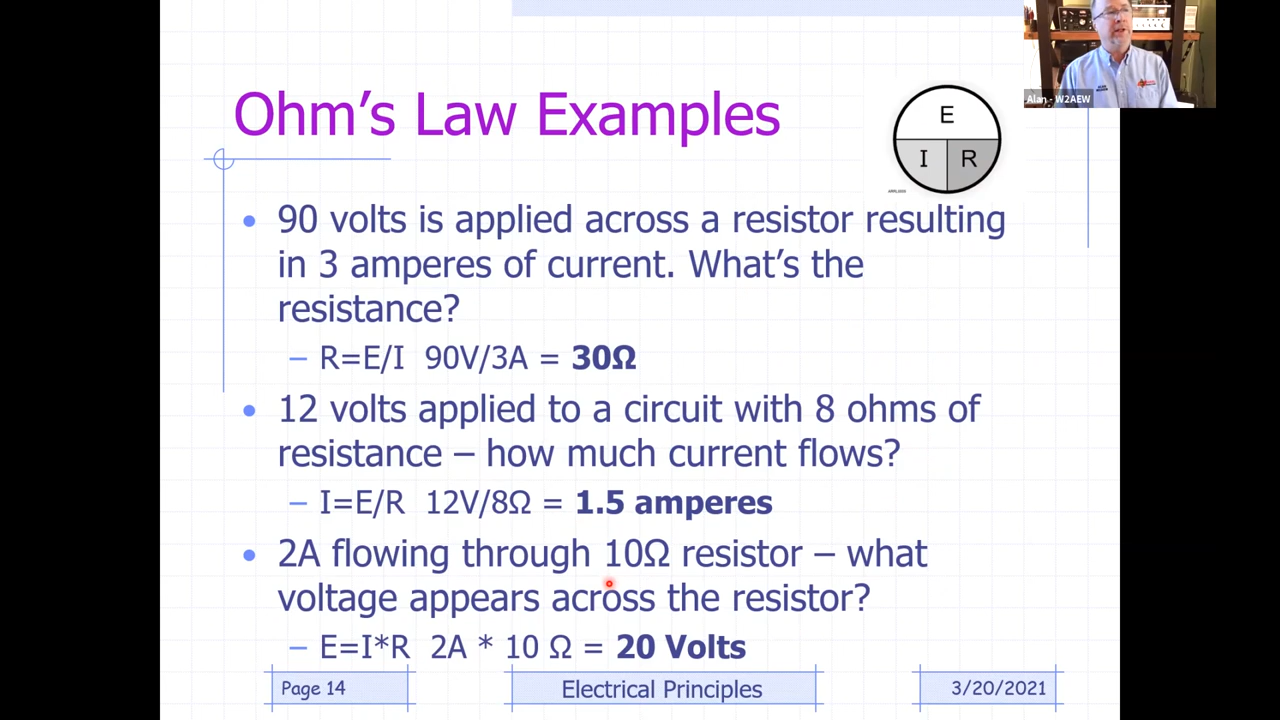 Alan - W2AEW
Ohm's Law Examples
E
I R
• 90 volts is applied across a resistor resulting
in 3 amperes of current. What's the
resistance?
– R=E/I 90V/3A = 30Ω
• 12 volts applied to a circuit with 8 ohms of
resistance – how much current flows?
– I=E/R 12V/8Ω = 1.5 amperes
• 2A flowing through 10Ω resistor – what
voltage appears across the resistor?
– E=I*R 2A * 10 Ω = 20 Volts
Page 14
Electrical Principles
3/20/2021